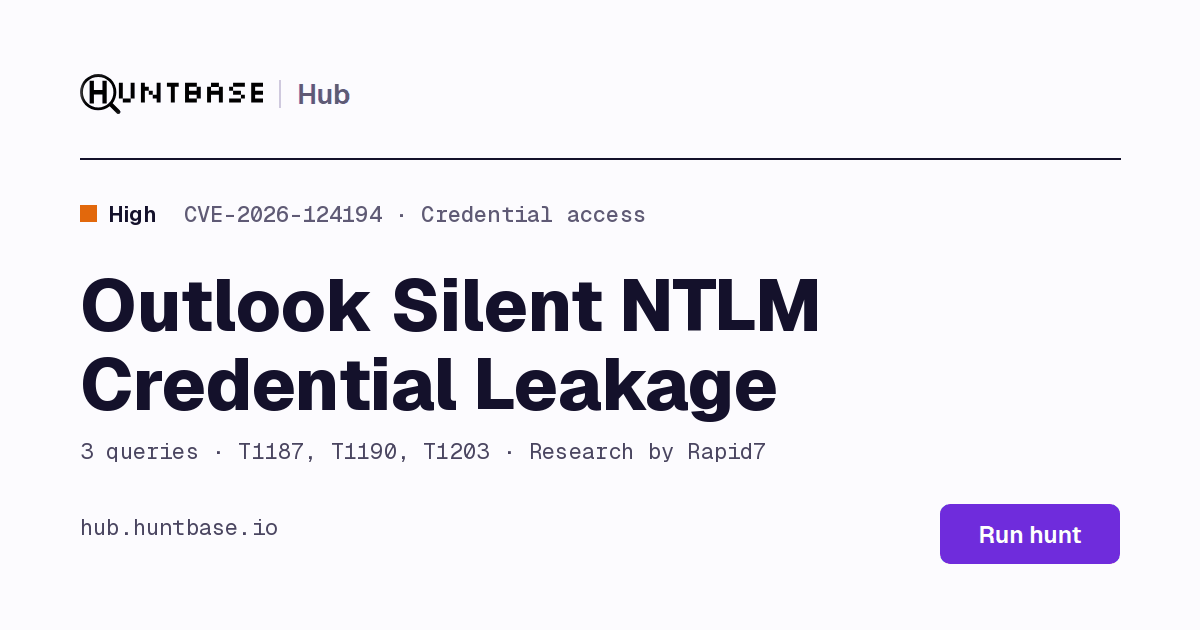 HUNTBASE Hub
High CVE-2026-124194 · Credential access
Outlook Silent NTLM
Credential Leakage
3 queries · T1187, T1190, T1203 · Research by Rapid7
hub.huntbase.io
Run hunt